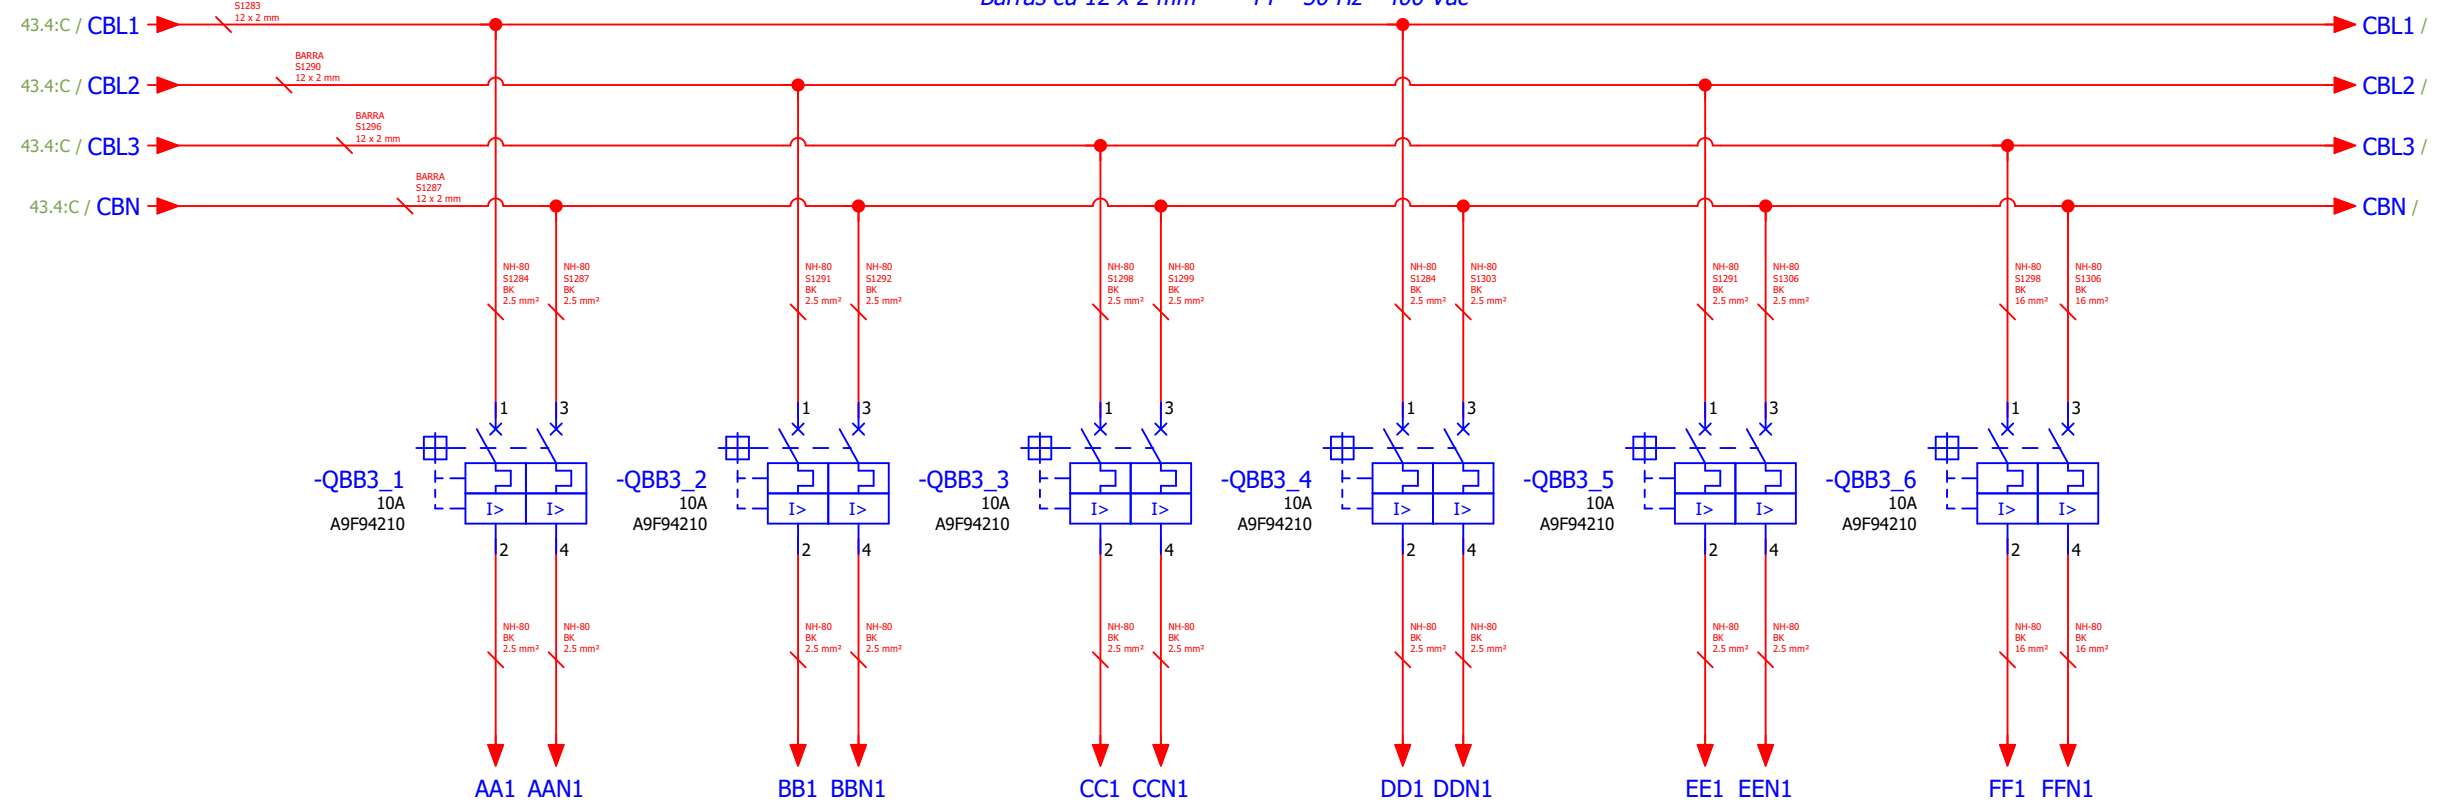 S1283
12 x 2 mm
43.4:C / CBL1
CBL1 /
BARRA
S1290
12 x 2 mm
43.4:C / CBL2
CBL2 /
BARRA
S1296
12 x 2 mm
43.4:C / CBL3
CBL3 /
BARRA
S1287
12 x 2 mm
43.4:C / CBN
CBN /
NH-80
S1284
BK
2.5 mm²
NH-80
S1287
BK
2.5 mm²
NH-80
S1291
BK
2.5 mm²
NH-80
S1292
BK
2.5 mm²
NH-80
S1298
BK
2.5 mm²
NH-80
S1299
BK
2.5 mm²
NH-80
S1284
BK
2.5 mm²
NH-80
S1303
BK
2.5 mm²
NH-80
S1291
BK
2.5 mm²
NH-80
S1306
BK
2.5 mm²
NH-80
S1298
BK
16 mm²
NH-80
S1306
BK
16 mm²
1 3
1 3
1 3
1 3
1 3
1 3
-QBB3_1
10A
A9F94210
I> I>
-QBB3_2
10A
A9F94210
I> I>
-QBB3_3
10A
A9F94210
I> I>
-QBB3_4
10A
A9F94210
I> I>
-QBB3_5
10A
A9F94210
I> I>
-QBB3_6
10A
A9F94210
I> I>
2 4
2 4
2 4
2 4
2 4
2 4
NH-80
BK
2.5 mm²
NH-80
BK
2.5 mm²
NH-80
BK
2.5 mm²
NH-80
BK
2.5 mm²
NH-80
BK
2.5 mm²
NH-80
BK
2.5 mm²
NH-80
BK
2.5 mm²
NH-80
BK
2.5 mm²
NH-80
BK
2.5 mm²
NH-80
BK
2.5 mm²
NH-80
BK
16 mm²
NH-80
BK
16 mm²
AA1 AAN1
BB1 BBN1
CC1 CCN1
DD1 DDN1
EE1 EEN1
FF1 FFN1